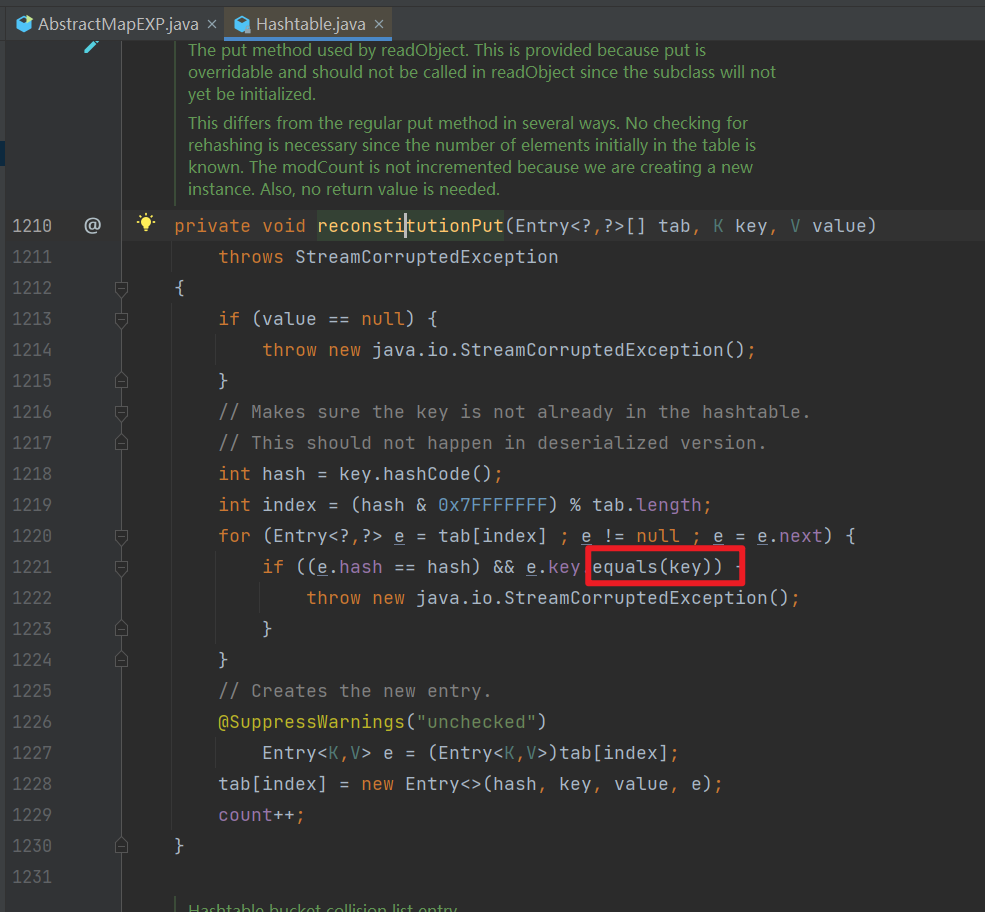 AbstractMapEXP.java × Hashtable.java ×
The put method used by readObject. This is provided because put is
overridable and should not be called in readObject since the subclass will not
yet be initialized.
This differs from the regular put method in several ways. No checking for
rehashing is necessary since the number of elements initially in the table is
known. The modCount is not incremented because we are creating a new
instance. Also, no return value is needed.
1210 @ private void reconstitutionPut(Entry<?,?>[] tab, K key, V value)
1211 throws StreamCorruptedException
1212 {
1213 if (value == null) {
1214 throw new java.io.StreamCorruptedException();
1215 }
1216 // Makes sure the key is not already in the hashtable.
1217 // This should not happen in deserialized version.
1218 int hash = key.hashCode();
1219 int index = (hash & 0x7FFFFFFF) % tab.length;
1220 for (Entry<?,?> e = tab[index] ; e != null ; e = e.next) {
1221 if ((e.hash == hash) && e.key.equals(key)) {
1222 throw new java.io.StreamCorruptedException();
1223 }
1224 }
1225 // Creates the new entry.
1226 @SuppressWarnings("unchecked")
1227 Entry<K,V> e = (Entry<K,V>)tab[index];
1228 tab[index] = new Entry<>(hash, key, value, e);
1229 count++;
1230 }
1231
Hashtable bucket collision list entry